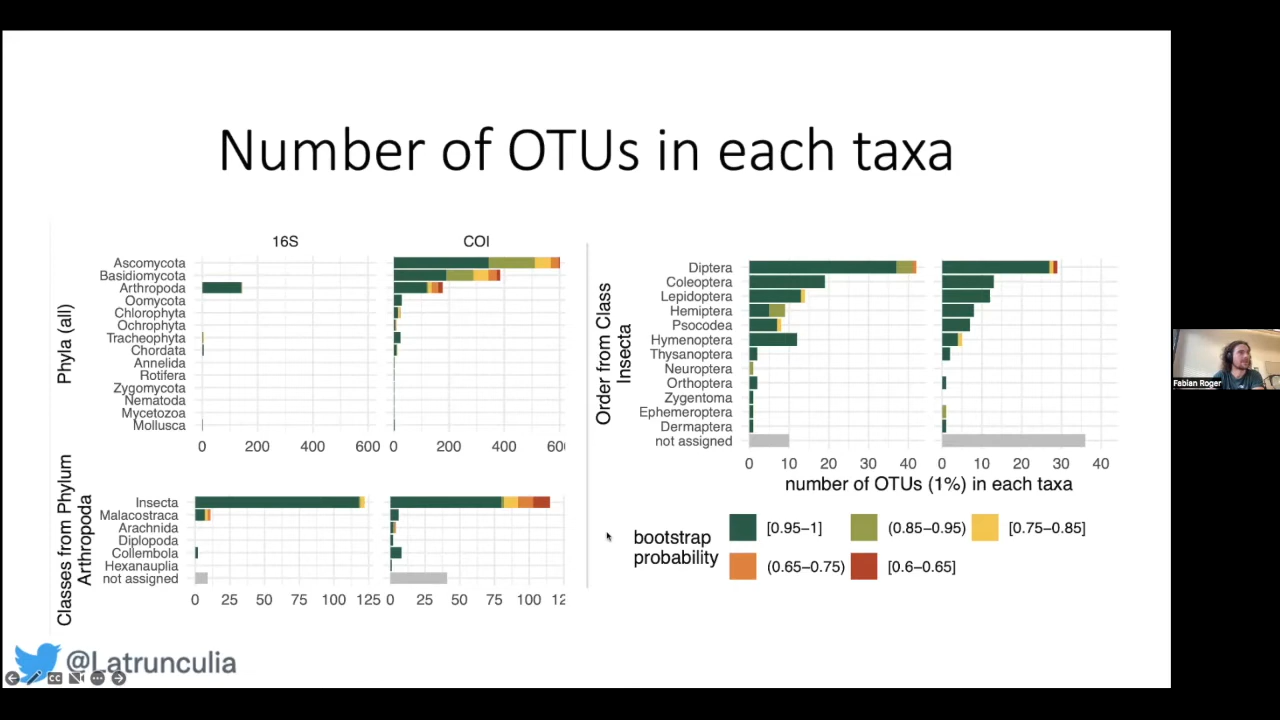 Number of OTUs in each taxa
16S
COI
Phyla (all)
Ascomycota
Basidiomycota
Arthropoda
Oomycota
Chlorophyta
Ochrophyta
Tracheophyta
Chordata
Annelida
Rotifera
Zygomycota
Nematoda
Mycetozoa
Mollusca
0 200 400 600
0 200 400 60
Classes from Phylum
Arthropoda
Insecta
Malacostraca
Arachnida
Diplopoda
Collembola
Hexanauplia
not assigned
0 25 50 75 100 125
0 25 50 75 100 12
Order from Class
Insecta
Diptera
Coleoptera
Lepidoptera
Hemiptera
Psocodea
Hymenoptera
Thysanoptera
Neuroptera
Orthoptera
Zygentoma
Ephemeroptera
Dermaptera
not assigned
0 10 20 30 40
0 10 20 30 40
number of OTUs (1%) in each taxa
bootstrap
probability
[0.95–1]
(0.85–0.95)
[0.75–0.85]
(0.65–0.75)
[0.6–0.65]
@Latrunculia
CC
Fabian Roger